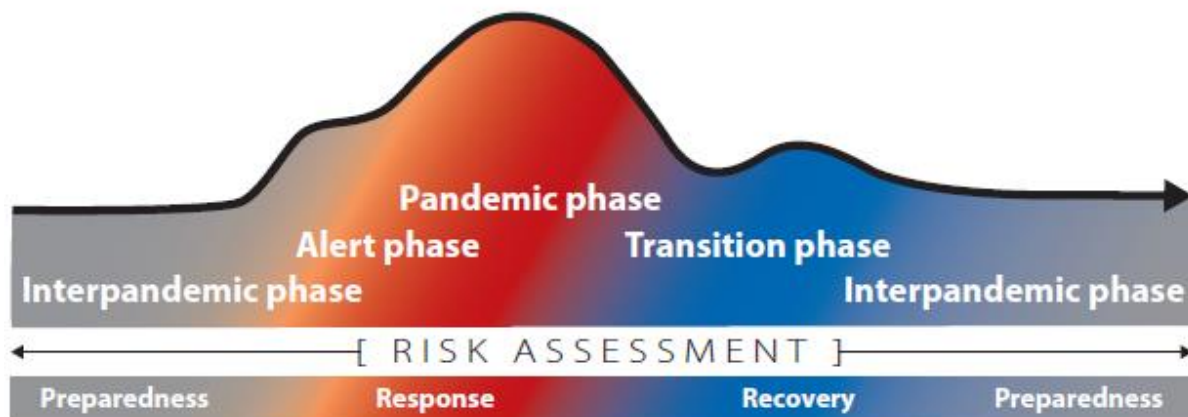 Pandemic phase
Alert phase
Transition phase
Interpandemic phase
Interpandemic phase
[ RISK ASSESSMENT ]
Preparedness
Response
Recovery
Preparedness